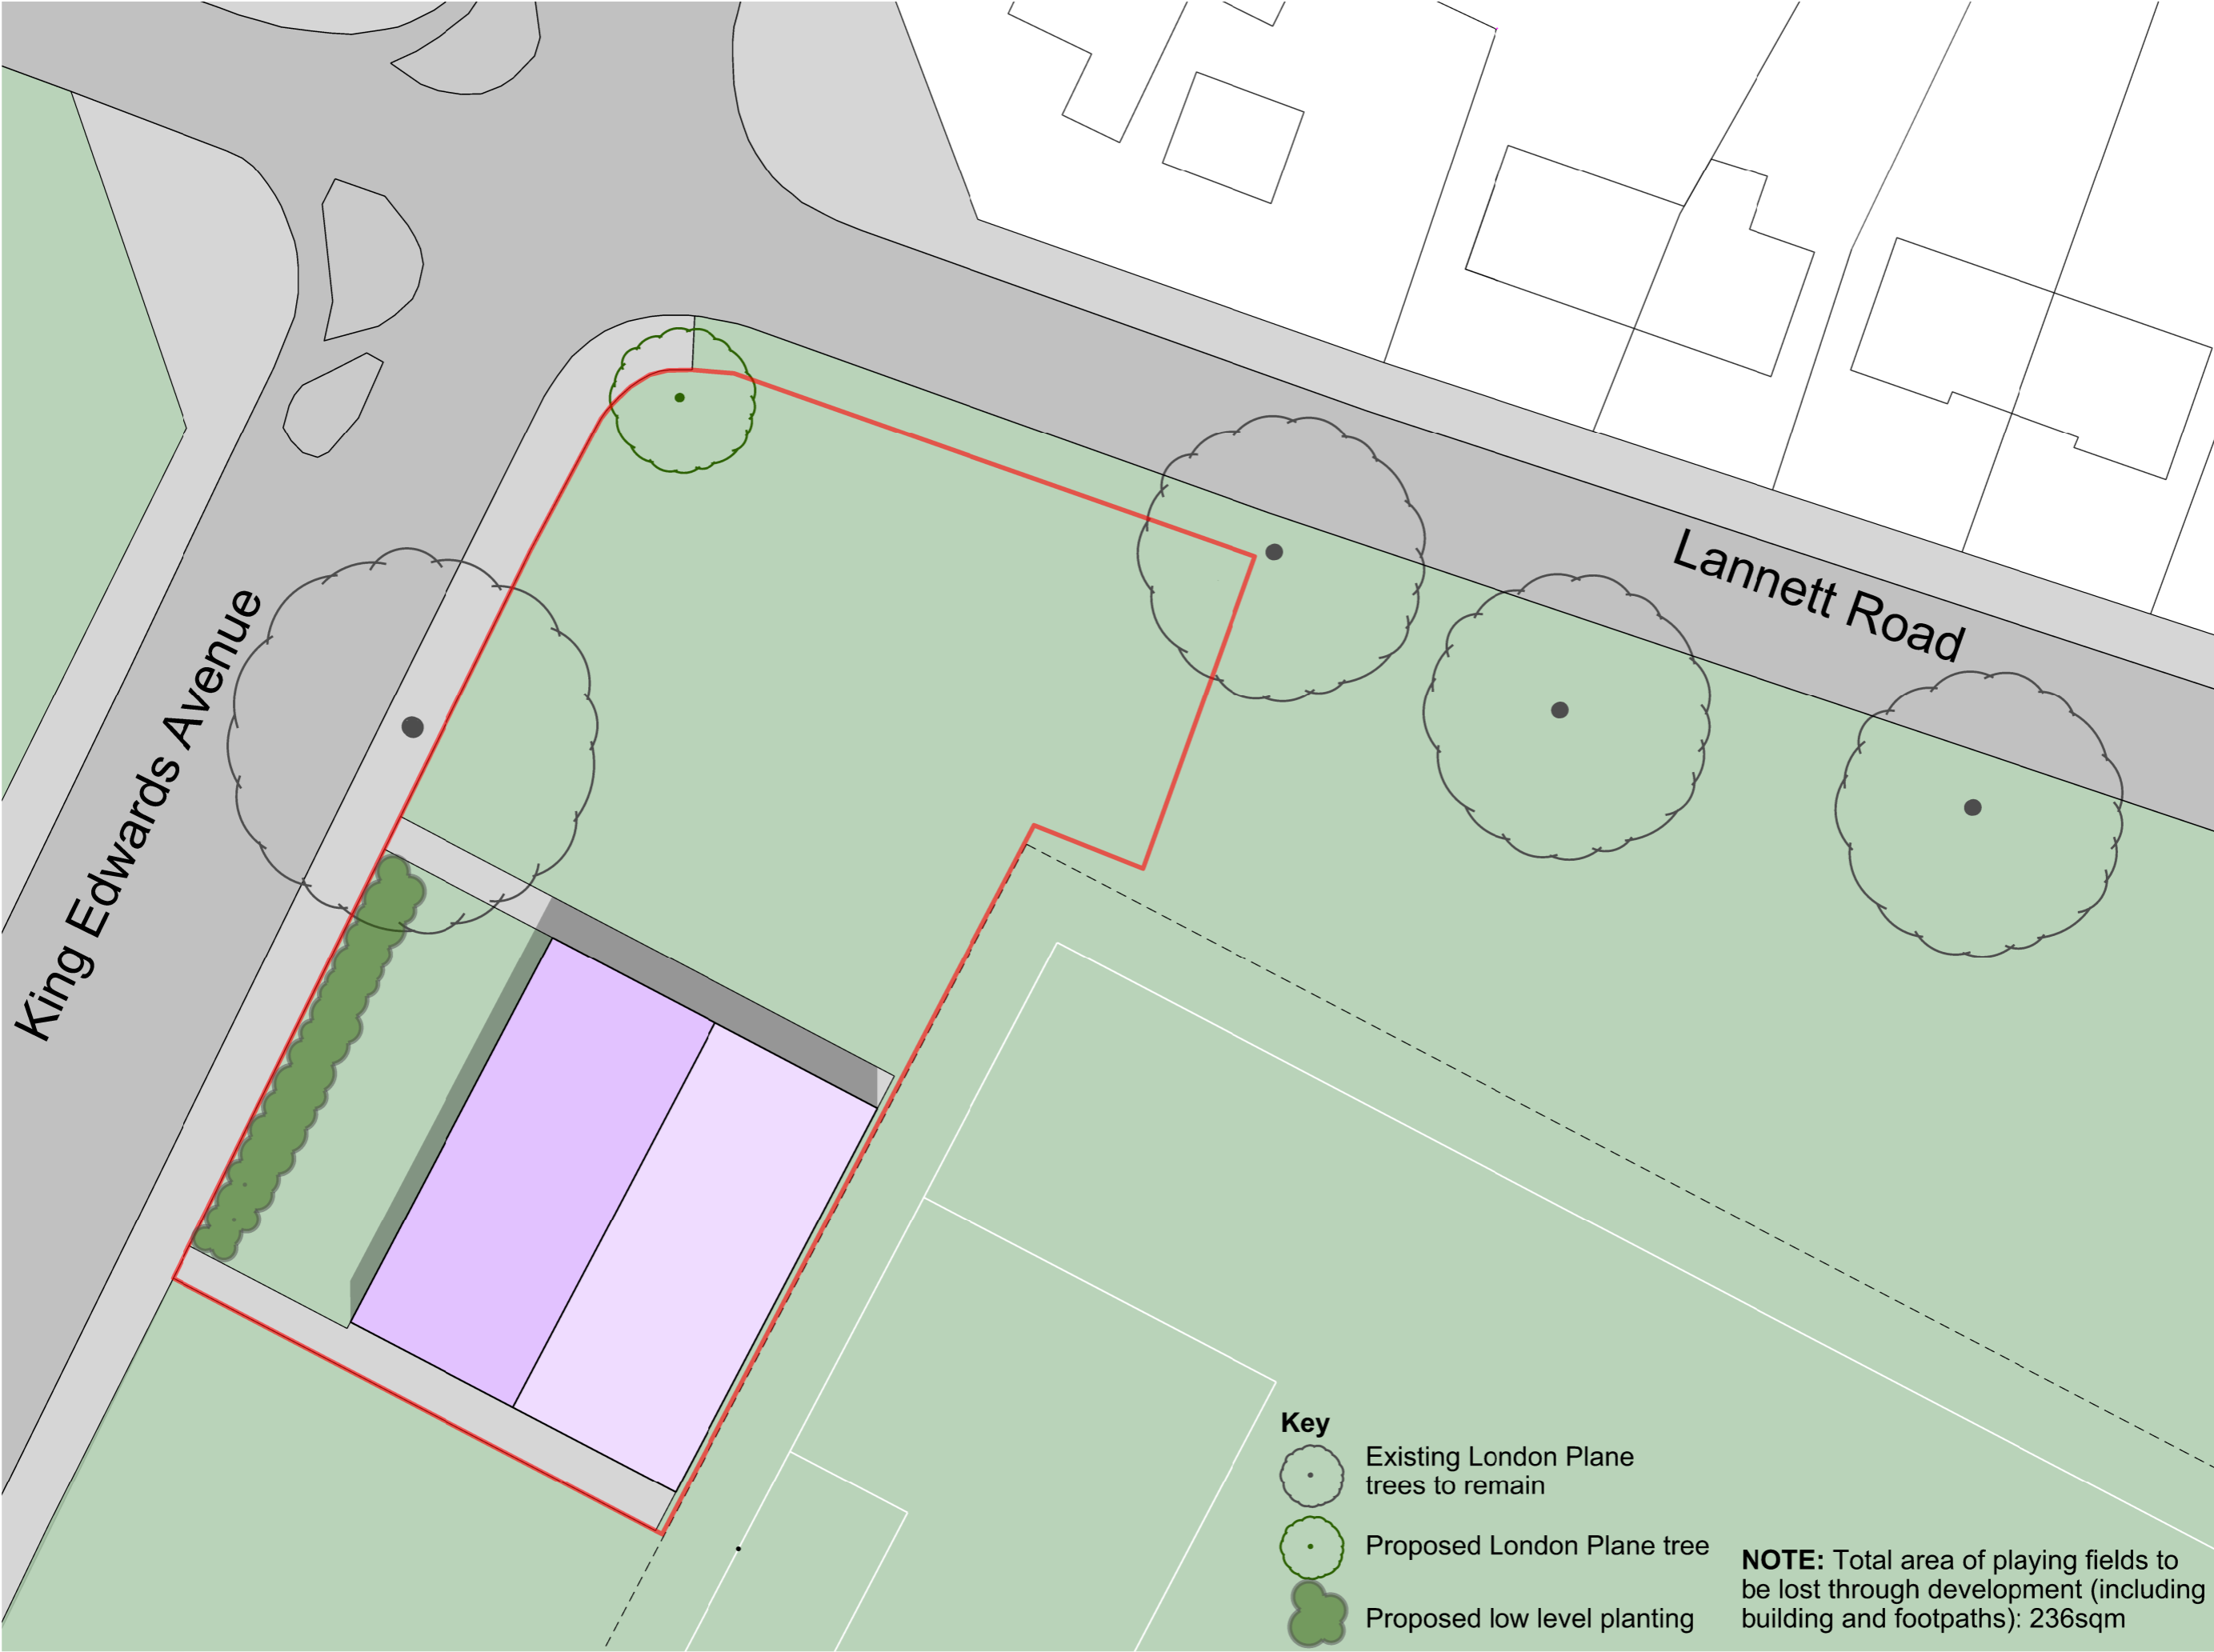 Lannett Road
King Edwards Avenue
Key
Existing London Plane
trees to remain
Proposed London Plane tree
Proposed low level planting
NOTE: Total area of playing fields to
be lost through development (including
building and footpaths): 236sqm